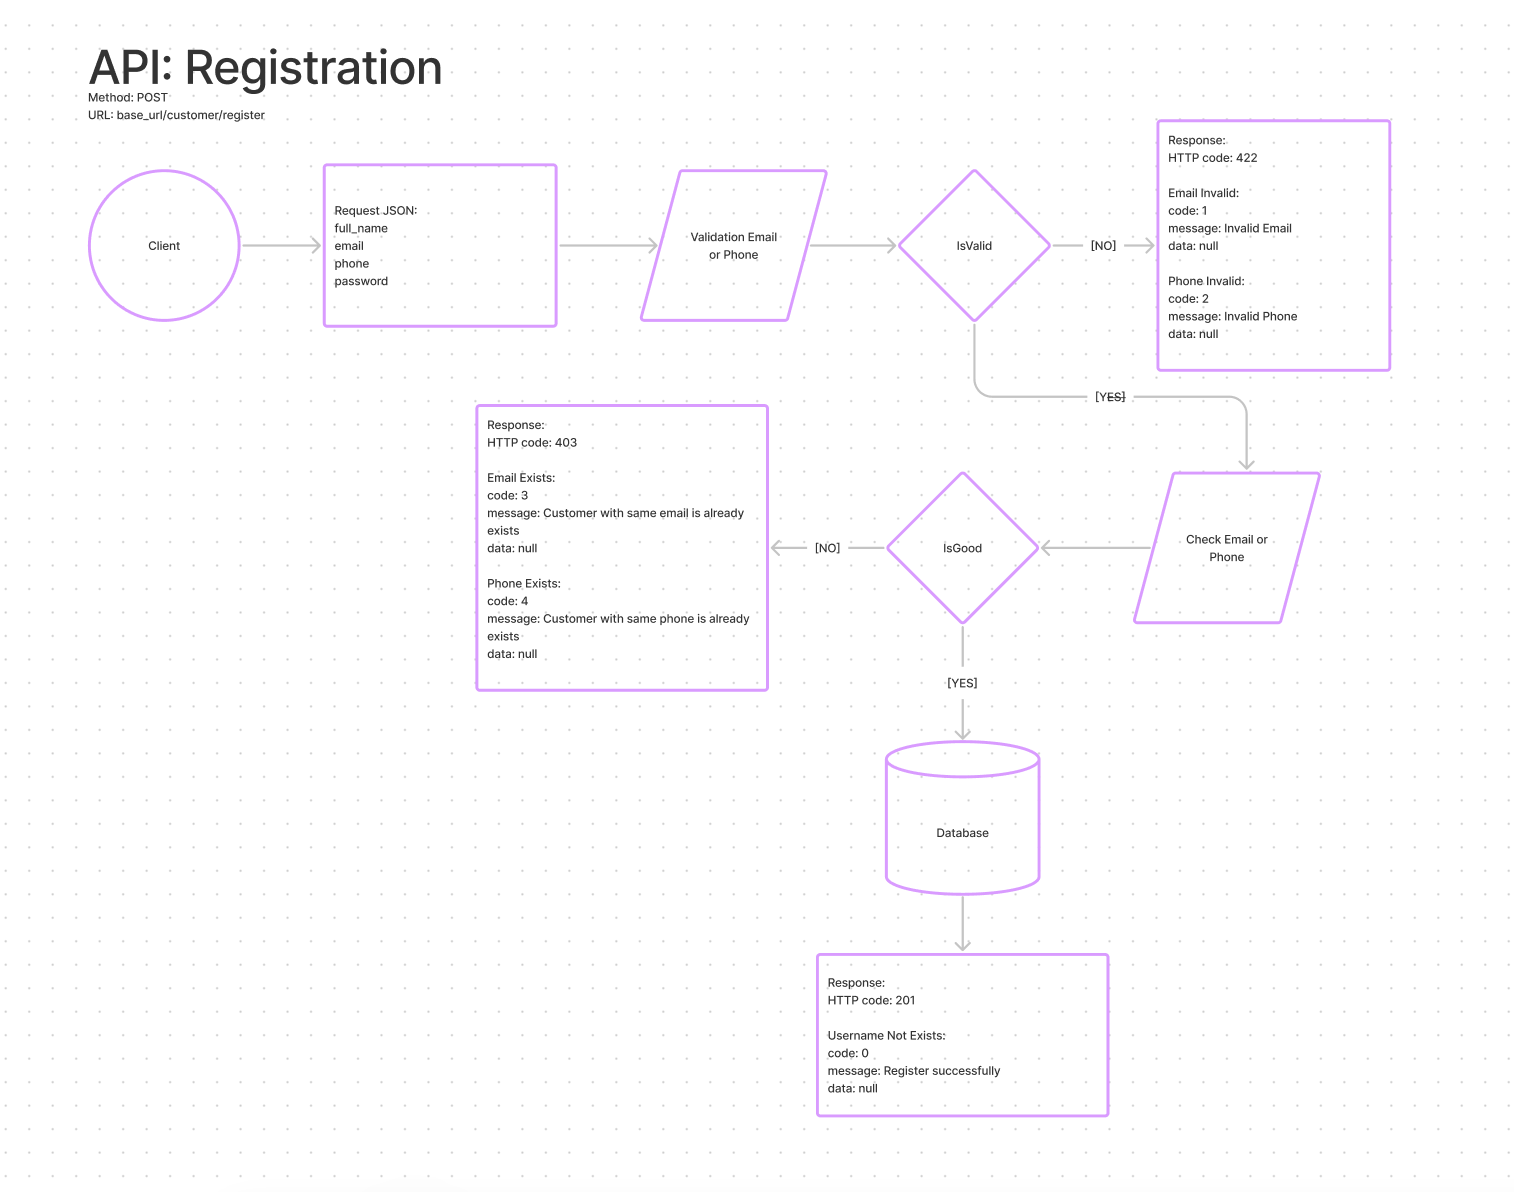 API: Registration
Method: POST
URL: base_url/customer/register
Client
Request JSON:
full_name
email
phone
password
Validation Email
or Phone
IsValid
[NO]
Response:
HTTP code: 422
Email Invalid:
code: 1
message: Invalid Email
data: null
Phone Invalid:
code: 2
message: Invalid Phone
data: null
[YES]
Check Email or
Phone
IsGood
[NO]
Response:
HTTP code: 403
Email Exists:
code: 3
message: Customer with same email is already
exists
data: null
Phone Exists:
code: 4
message: Customer with same phone is already
exists
data: null
[YES]
Database
Response:
HTTP code: 201
Username Not Exists:
code: 0
message: Register successfully
data: null